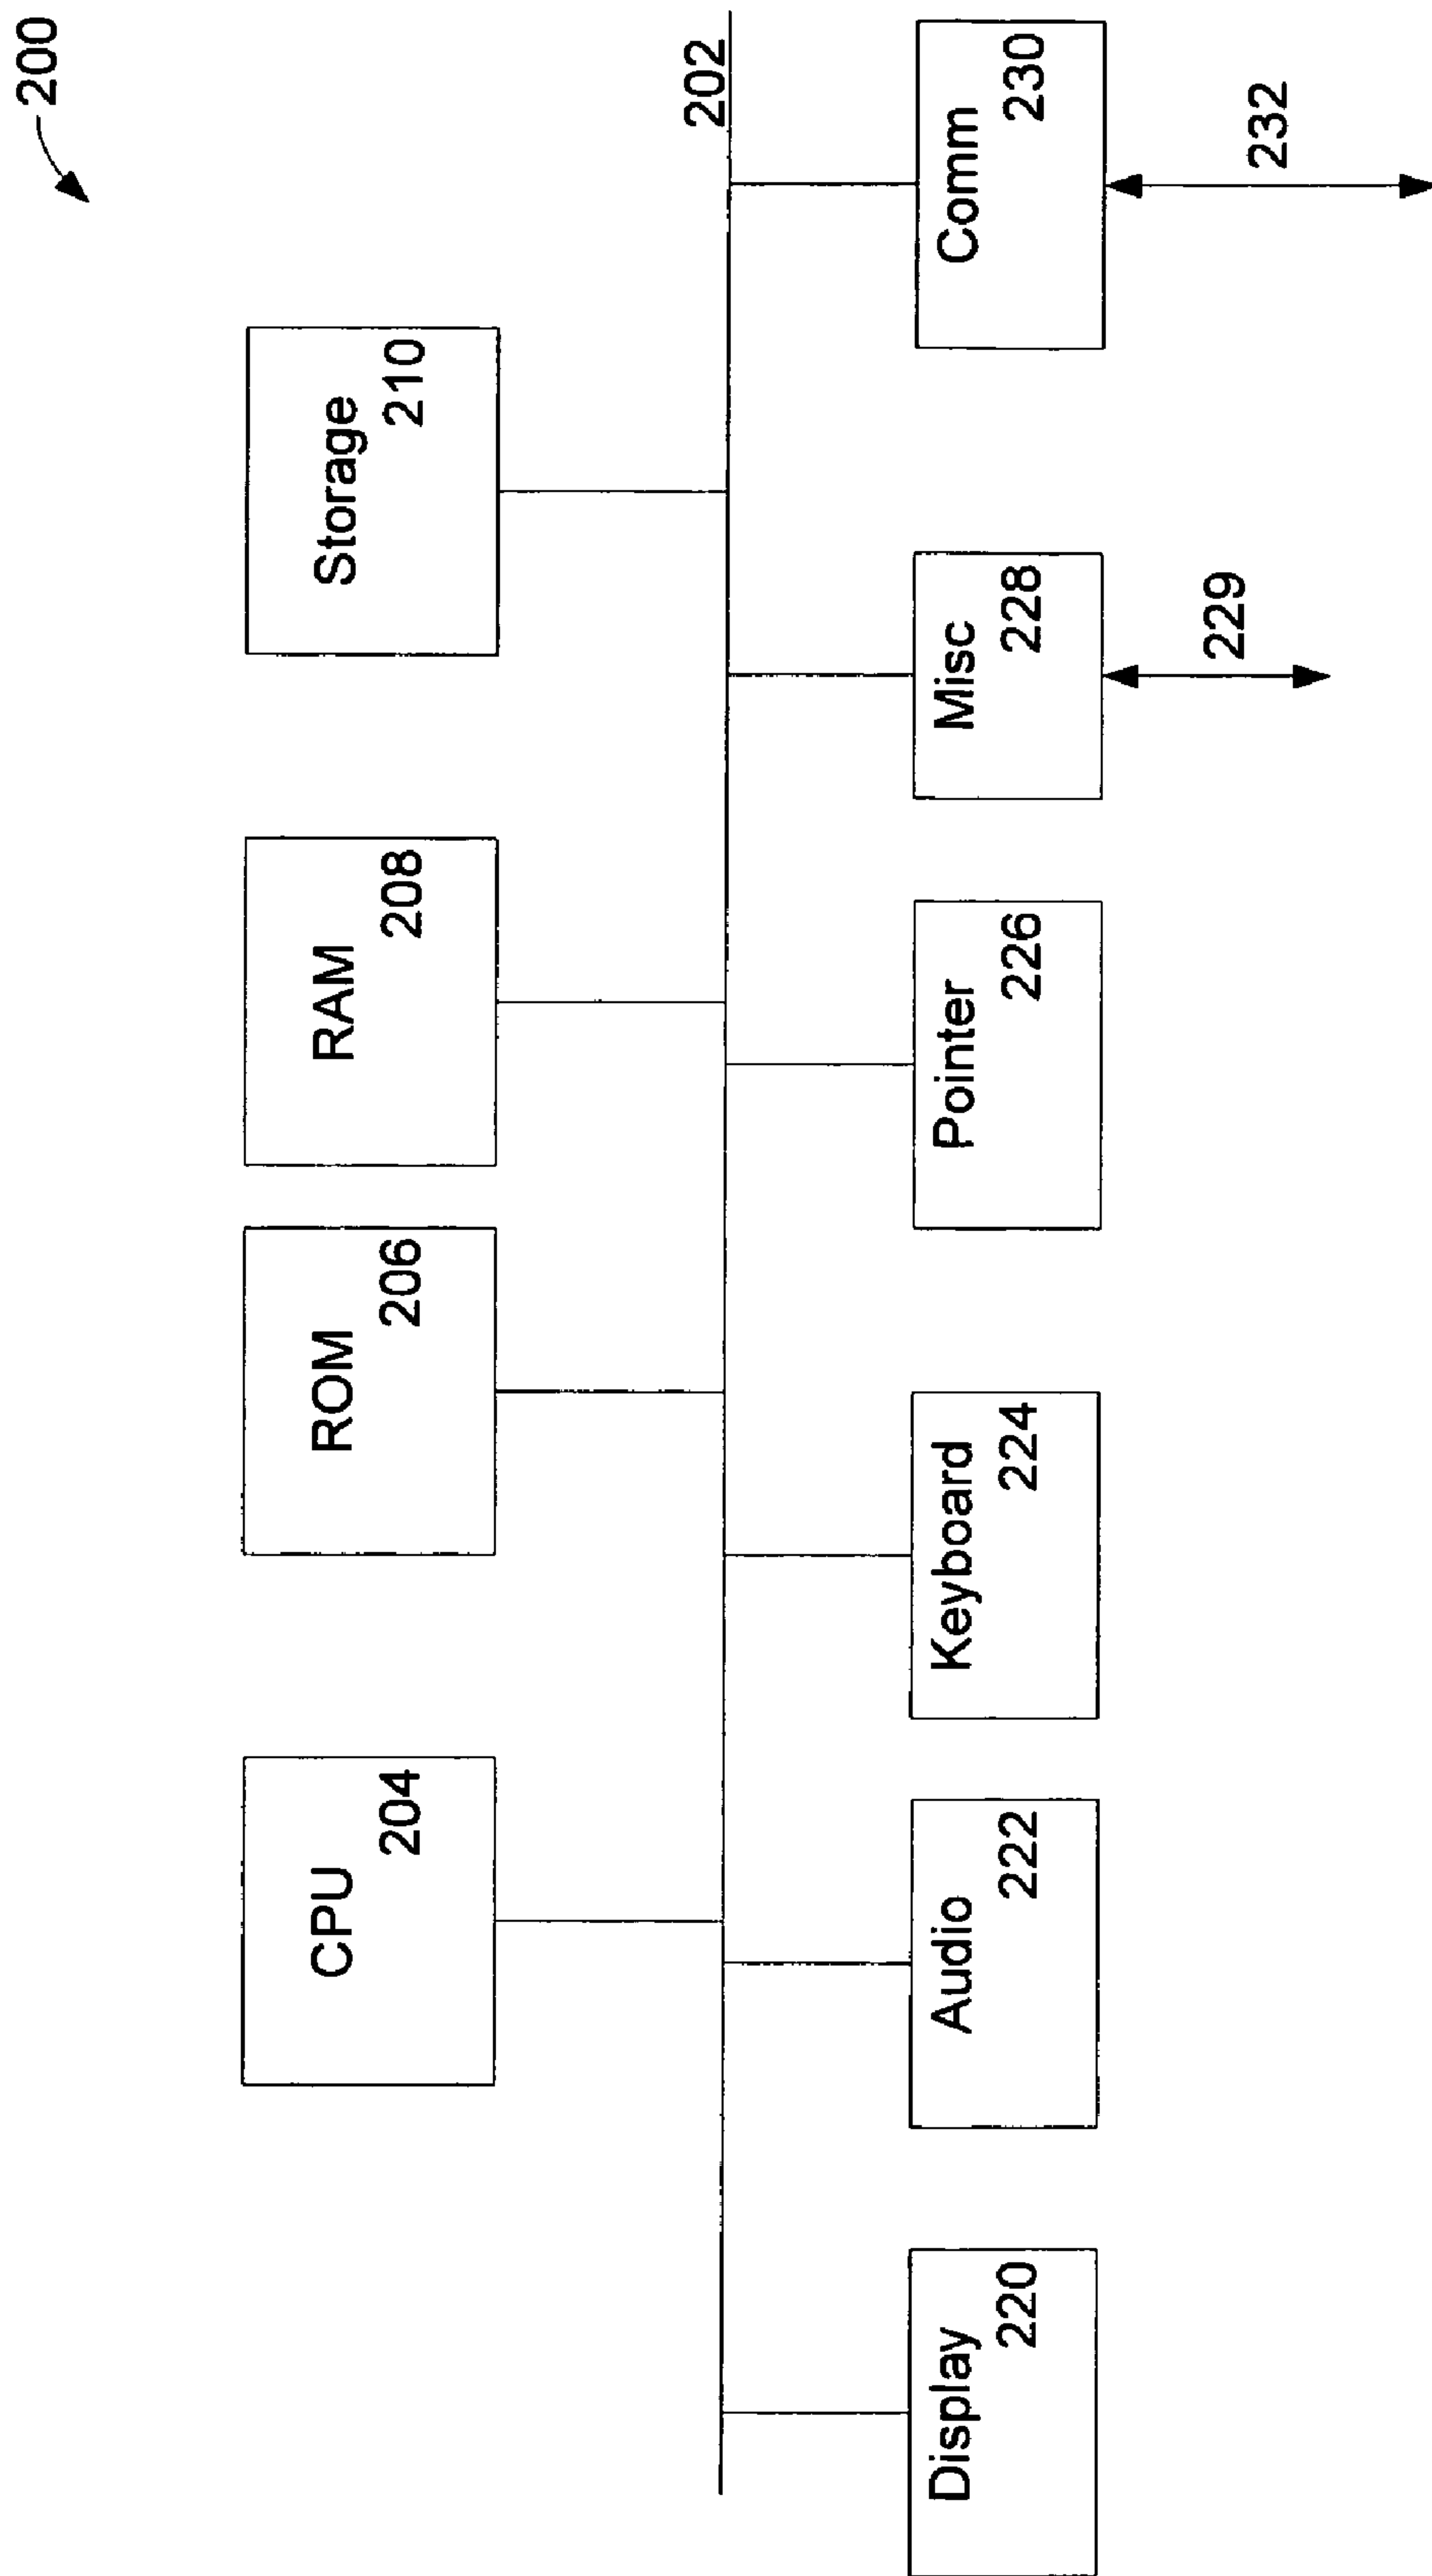 200
CPU
204
ROM
206
RAM
208
Storage
210
202
Display
220
Audio
222
Keyboard
224
Pointer
226
Misc
228
Comm
230
229
232